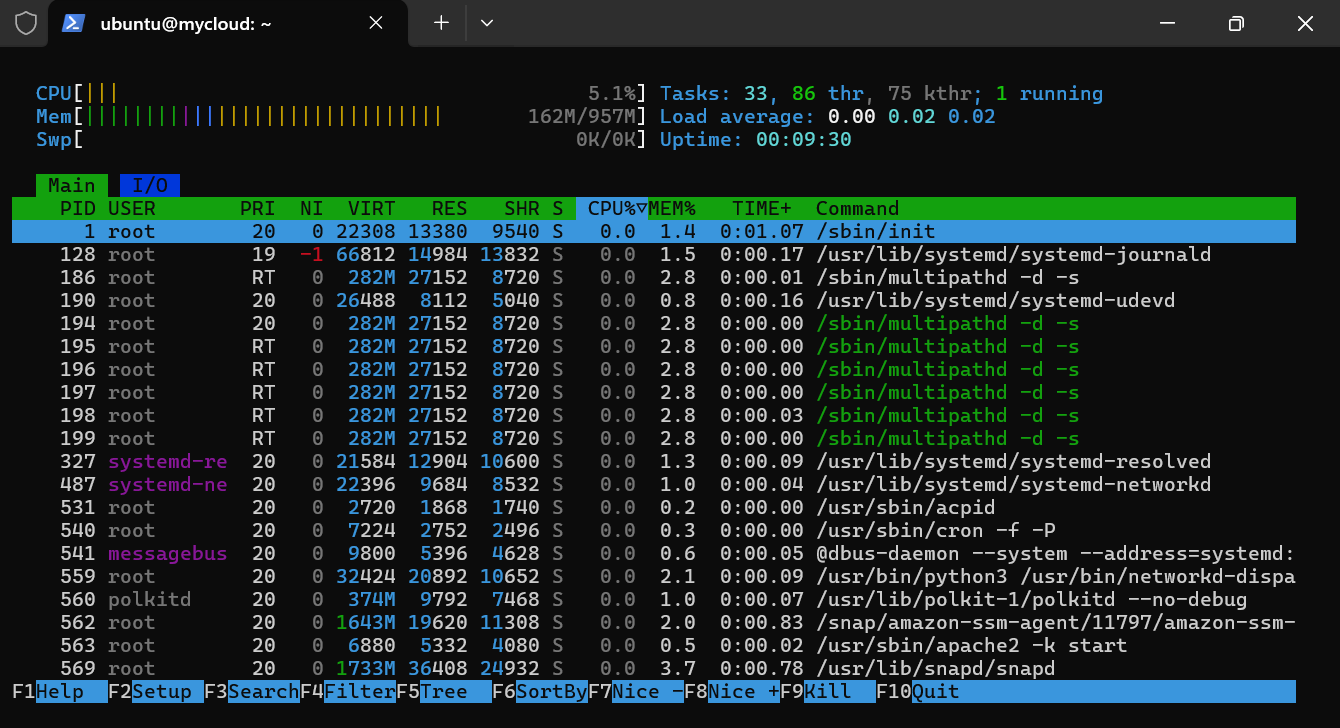 ubuntu@mycloud: ~
CPU[||| 5.1%] Tasks: 33, 86 thr, 75 kthr; 1 running
Mem[|||||||||||||||||||||||||||||| 162M/957M] Load average: 0.00 0.02 0.02
Swp[ 0K/0K] Uptime: 00:09:30
Main I/O
PID USER PRI NI VIRT RES SHR S CPU%▽MEM% TIME+ Command
1 root 20 0 22308 13380 9540 S 0.0 1.4 0:01.07 /sbin/init
128 root 19 -1 66812 14984 13832 S 0.0 1.5 0:00.17 /usr/lib/systemd/systemd-journald
186 root RT 0 282M 27152 8720 S 0.0 2.8 0:00.01 /sbin/multipathd -d -s
190 root 20 0 26488 8112 5040 S 0.0 0.8 0:00.16 /usr/lib/systemd/systemd-udevd
194 root 20 0 282M 27152 8720 S 0.0 2.8 0:00.00 /sbin/multipathd -d -s
195 root RT 0 282M 27152 8720 S 0.0 2.8 0:00.00 /sbin/multipathd -d -s
196 root RT 0 282M 27152 8720 S 0.0 2.8 0:00.00 /sbin/multipathd -d -s
197 root RT 0 282M 27152 8720 S 0.0 2.8 0:00.00 /sbin/multipathd -d -s
198 root RT 0 282M 27152 8720 S 0.0 2.8 0:00.03 /sbin/multipathd -d -s
199 root RT 0 282M 27152 8720 S 0.0 2.8 0:00.00 /sbin/multipathd -d -s
327 systemd-re 20 0 21584 12904 10600 S 0.0 1.3 0:00.09 /usr/lib/systemd/systemd-resolved
487 systemd-ne 20 0 22396 9684 8532 S 0.0 1.0 0:00.04 /usr/lib/systemd/systemd-networkd
531 root 20 0 2720 1868 1740 S 0.0 0.2 0:00.00 /usr/sbin/acpid
540 root 20 0 7224 2752 2496 S 0.0 0.3 0:00.00 /usr/sbin/cron -f -P
541 messagebus 20 0 9800 5396 4628 S 0.0 0.6 0:00.05 @dbus-daemon --system --address=systemd:
559 root 20 0 32424 20892 10652 S 0.0 2.1 0:00.09 /usr/bin/python3 /usr/bin/networkd-dispa
560 polkitd 20 0 374M 9792 7468 S 0.0 1.0 0:00.07 /usr/lib/polkit-1/polkitd --no-debug
562 root 20 0 1643M 19620 11308 S 0.0 2.0 0:00.83 /snap/amazon-ssm-agent/11797/amazon-ssm-
563 root 20 0 6880 5332 4080 S 0.0 0.5 0:00.02 /usr/sbin/apache2 -k start
569 root 20 0 1733M 36408 24932 S 0.0 3.7 0:00.78 /usr/lib/snapd/snapd
F1Help F2Setup F3SearchF4FilterF5Tree F6SortByF7Nice -F8Nice +F9Kill F10Quit